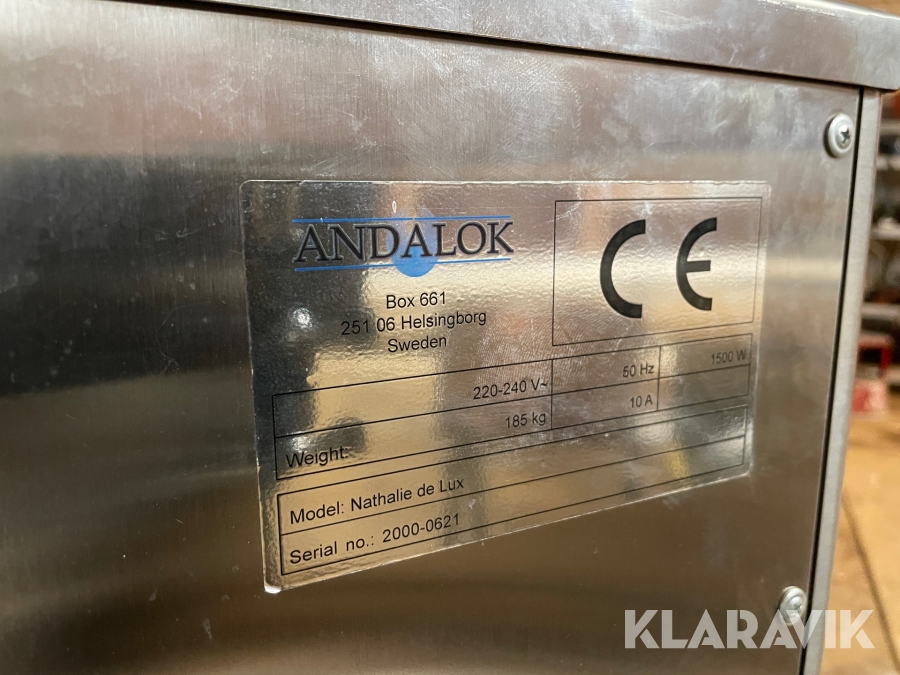 ANDALOK
Box 661
251 06 Helsingborg
Sweden
CE
220-240 V~ 50 Hz 1500 W
Weight: 185 kg 10 A
Model: Nathalie de Lux
Serial no.: 2000-0621
KLARAVIK